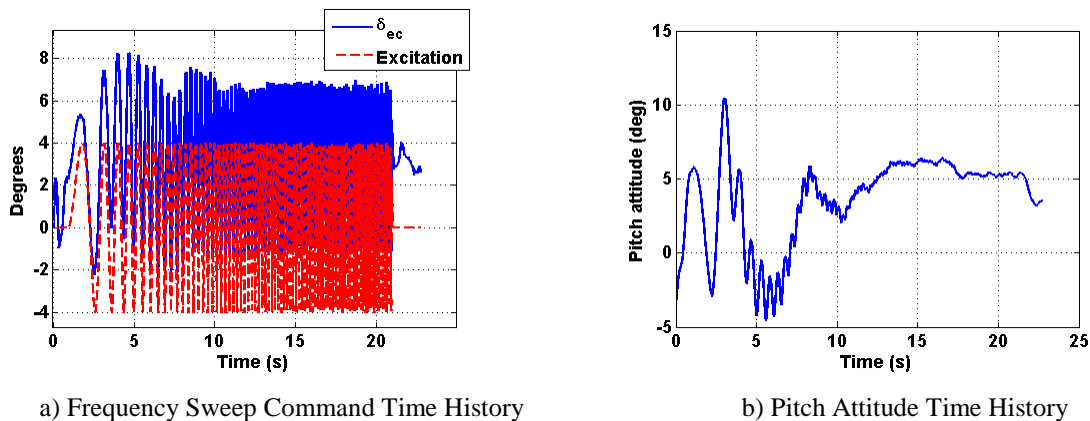 δec
Excitation
8
6
4
2
0
-2
-4
0
5
10
15
20
Degrees
Time (s)
15
10
5
0
-5
0
5
10
15
20
25
Pitch attitude (deg)
Time (s)
a) Frequency Sweep Command Time History
b) Pitch Attitude Time History